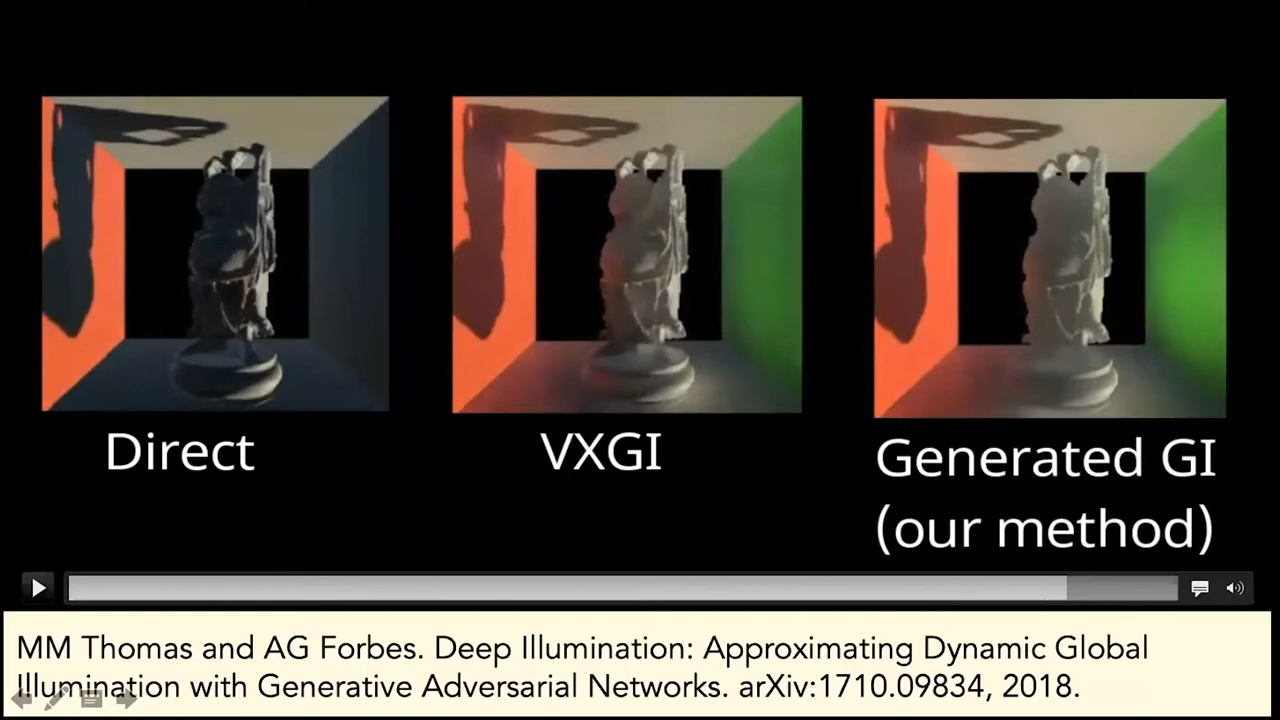 Direct
VXGI
Generated GI
(our method)
MM Thomas and AG Forbes. Deep Illumination: Approximating Dynamic Global
Illumination with Generative Adversarial Networks. arXiv:1710.09834, 2018.